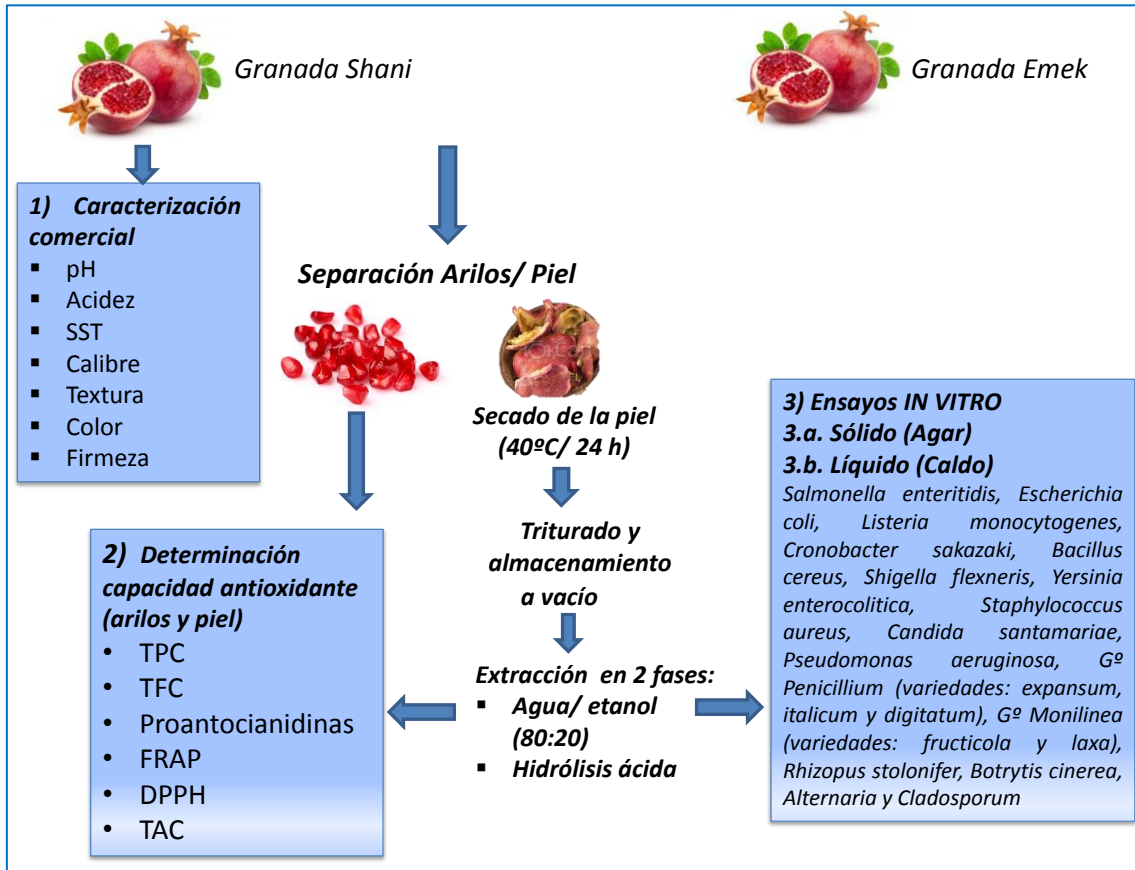 Granada Shani
Granada Emek
1) Caracterización
comercial
▪ pH
▪ Acidez
▪ SST
▪ Calibre
▪ Textura
▪ Color
▪ Firmeza
Separación Arilos/ Piel
Secado de la piel
(40ºC/ 24 h)
Triturado y
almacenamiento
a vacío
Extracción en 2 fases:
▪ Agua/ etanol
(80:20)
▪ Hidrólisis ácida
2) Determinación
capacidad antioxidante
(arilos y piel)
• TPC
• TFC
• Proantocianidinas
• FRAP
• DPPH
• TAC
3) Ensayos IN VITRO
3.a. Sólido (Agar)
3.b. Líquido (Caldo)
Salmonella enteritidis, Escherichia
coli, Listeria monocytogenes,
Cronobacter sakazaki, Bacillus
cereus, Shigella flexneris, Yersinia
enterocolitica, Staphylococcus
aureus, Candida santamariae,
Pseudomonas aeruginosa, Gº
Penicillium (variedades: expansum,
italicum y digitatum), Gº Monilinea
(variedades: fructicola y laxa),
Rhizopus stolonifer, Botrytis cinerea,
Alternaria y Cladosporum